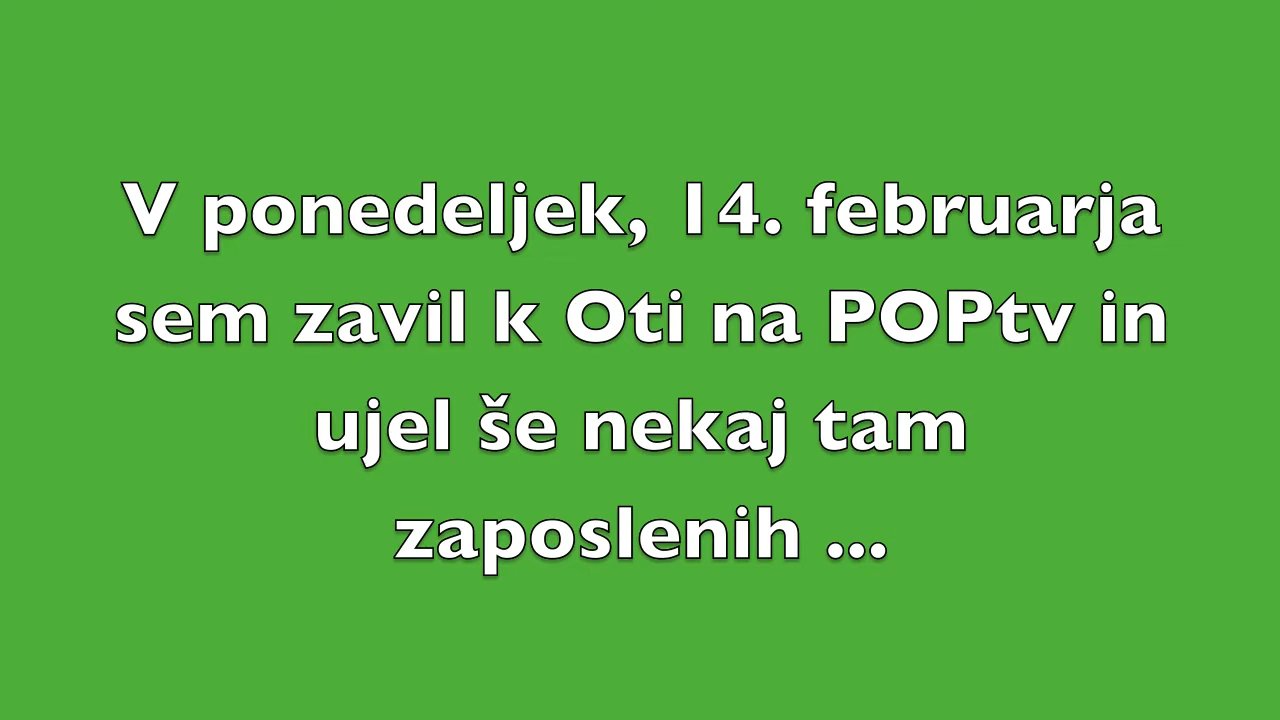 V ponedeljek, 14. februarja
sem zavil k Oti na POPtv in
ujel še nekaj tam
zaposlenih ...